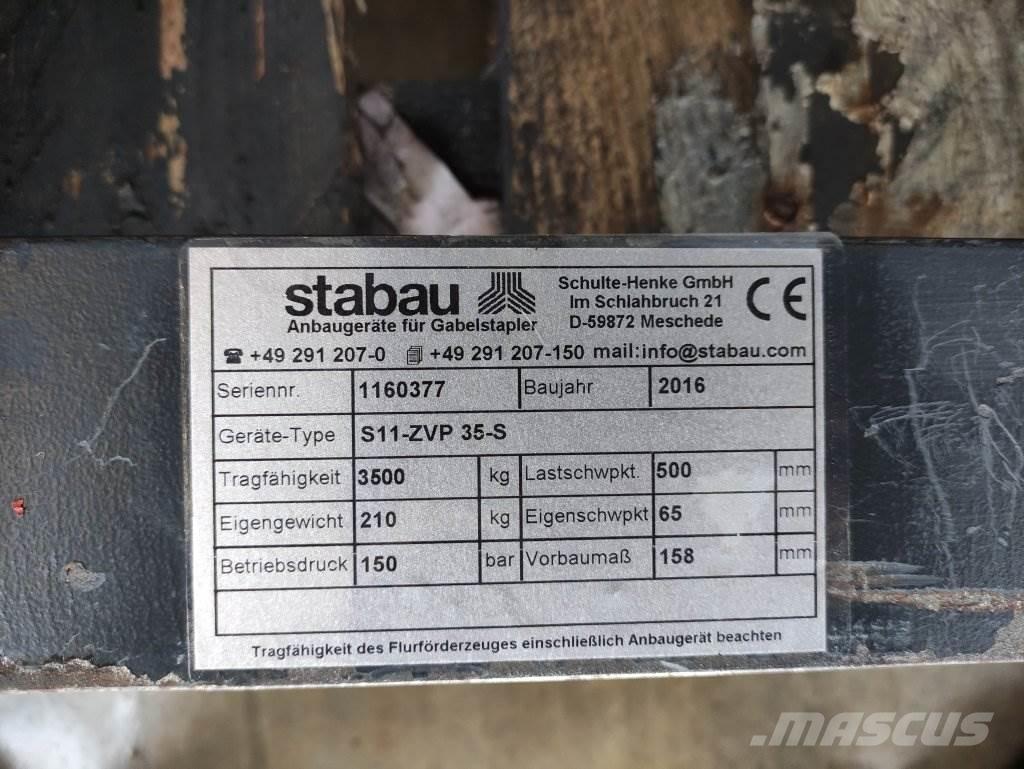 stabau
Anbaugeräte für Gabelstapler
Schulte-Henke GmbH
Im Schlahbruch 21
D-59872 Meschede
CE
☎ +49 291 207-0 +49 291 207-150 mail:info@stabau.com
Seriennr. 1160377 Baujahr 2016
Geräte-Type S11-ZVP 35-S
Tragfähigkeit 3500 kg Lastschwpkt. 500 mm
Eigengewicht 210 kg Eigenschwpkt 65 mm
Betriebsdruck 150 bar Vorbaumaß 158 mm
Tragfähigkeit des Flurförderzeuges einschließlich Anbaugerät beachten
MASCUS